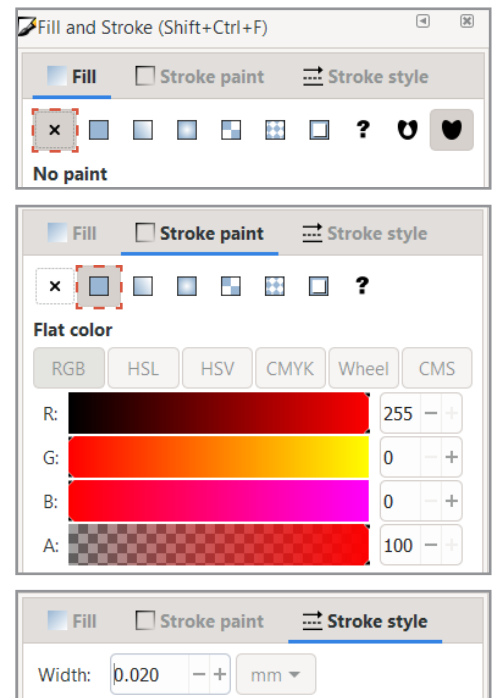 Fill and Stroke (Shift+Ctrl+F)
Fill Stroke paint Stroke style
?
No paint
Fill Stroke paint Stroke style
?
Flat color
RGB HSL HSV CMYK Wheel CMS
R: 255 − +
G: 0 − +
B: 0 − +
A: 100 − +
Fill Stroke paint Stroke style
Width: 0.020 − + mm